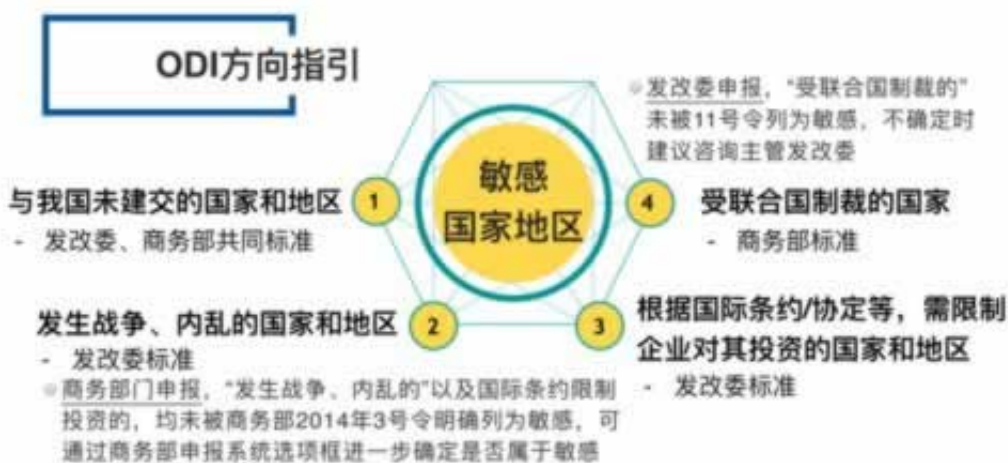 ODI方向指引
发改委申报，“受联合国制裁的”
未被11号令列为敏感，不确定时
建议咨询主管发改委
敏感
国家地区
与我国未建交的国家和地区
1
- 发改委、商务部共同标准
4
受联合国制裁的国家
- 商务部标准
发生战争、内乱的国家和地区
2
- 发改委标准
商务部门申报，“发生战争、内乱的”以及国际条约限制
投资的，均未被商务部2014年3号令明确列为敏感，可
通过商务部申报系统选项框进一步确定是否属于敏感
3
根据国际条约/协定等，需限制
企业对其投资的国家和地区
- 发改委标准